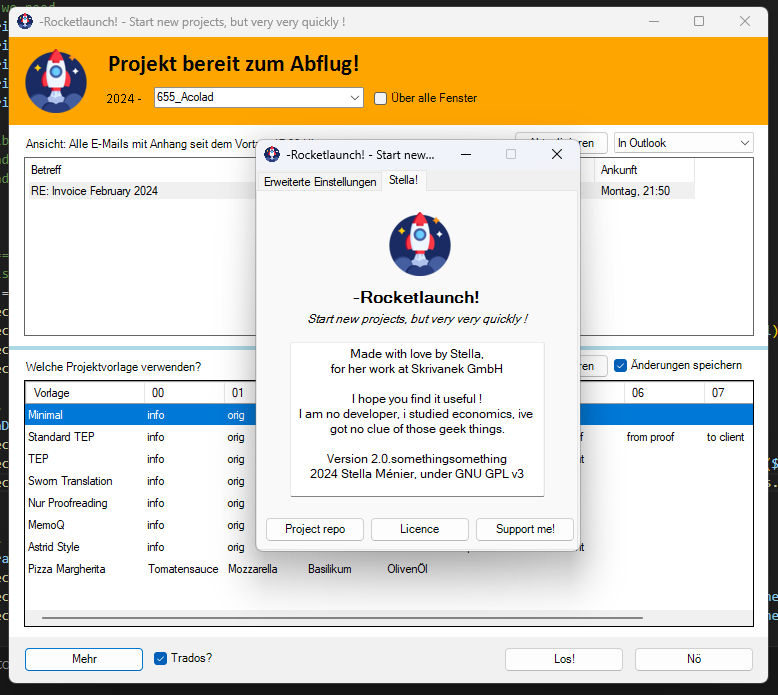 -Rocketlaunch! - Start new projects, but very very quickly !
Projekt bereit zum Abflug!
2024 - 655_Acolad Über alle Fenster
Ansicht: Alle E-Mails mit Anhang seit dem
In Outlook
Betreff Ankunft
RE: Invoice February 2024 Montag, 21:50
-Rocketlaunch! - Start new...
Erweiterte Einstellungen Stella!
-Rocketlaunch!
Start new projects, but very very quickly !
Made with love by Stella,
for her work at Skrivanek GmbH
I hope you find it useful !
I am no developer, i studied economics, ive
got no clue of those geek things.
Version 2.0.somethingsomething
2024 Stella Ménier, under GNU GPL v3
Project repo Licence Support me!
Welche Projektvorlage verwenden? Änderungen speichern
Vorlage 00 01 06 07
Minimal info orig
Standard TEP info orig from proof to client
TEP info orig
Sworn Translation info orig
Nur Proofreading info orig
MemoQ info orig
Astrid Style info orig
Pizza Margherita Tomatensauce Mozzarella Basilikum OlivenÖl
Mehr Trados? Los! Nö